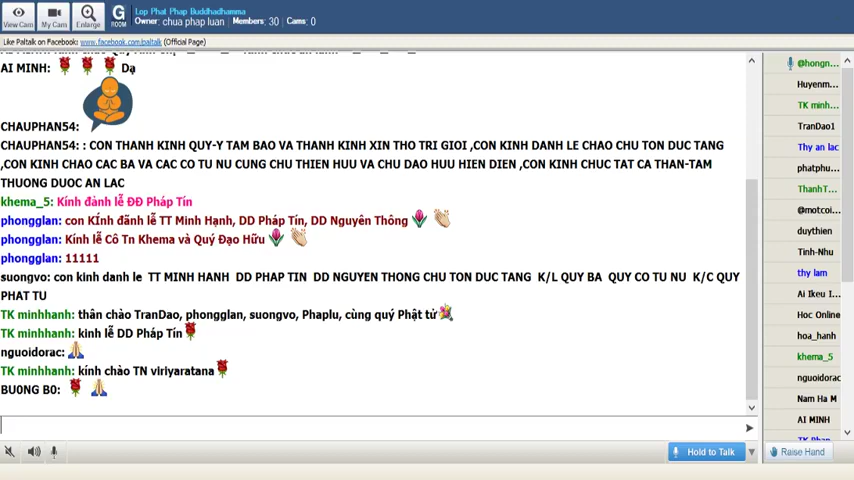 Lop Phat Phap Buddhadhamma
Owner: chua phap luan Members: 30 Cams: 0
View Cam My Cam Enlarge G ROOM
Like Paltalk on Facebook: www.facebook.com/paltalk (Official Page)
AI MINH: Dạ
CHAUPHAN54:
CHAUPHAN54: : CON THANH KINH QUY-Y TAM BAO VA THANH KINH XIN THO TRI GIOI ,CON KINH DANH LE CHAO CHU TON DUC TANG
,CON KINH CHAO CAC BA VA CAC CO TU NU CUNG CHU THIEN HUU VA CHU DAO HUU HIEN DIEN ,CON KINH CHUC TAT CA THAN-TAM
THUONG DUOC AN LAC
khema_5: Kính đảnh lễ ĐĐ Pháp Tín
phongglan: con KÍnh đãnh lễ TT Minh Hạnh, DD Pháp Tín, DD Nguyên Thông
phongglan: Kính lễ Cô Tn Khema và Quý Đạo Hữu
phongglan: 11111
suongvo: con kinh danh le TT MINH HANH DD PHAP TIN DD NGUYEN THONG CHU TON DUC TANG K/L QUY BA QUY CO TU NU K/C QUY
PHAT TU
TK minhhanh: thân chào TranDao, phongglan, suongvo, Phaplu, cùng quý Phật tử
TK minhhanh: kinh lễ DD Pháp Tín
nguoidorac:
TK minhhanh: kính chào TN viriyaratana
BU0NG B0:
@hongn...
Huyenm...
TK minh...
TranDao1
Thy an lac
phatphu...
ThanhT...
@motcoi...
duythien
Tinh-Nhu
thy lam
Ai Ikeu I...
Hoc Online
hoa_hanh
khema_5
nguoidorac
Nam Ha M
AI MINH
TK Phap
Hold to Talk
Raise Hand